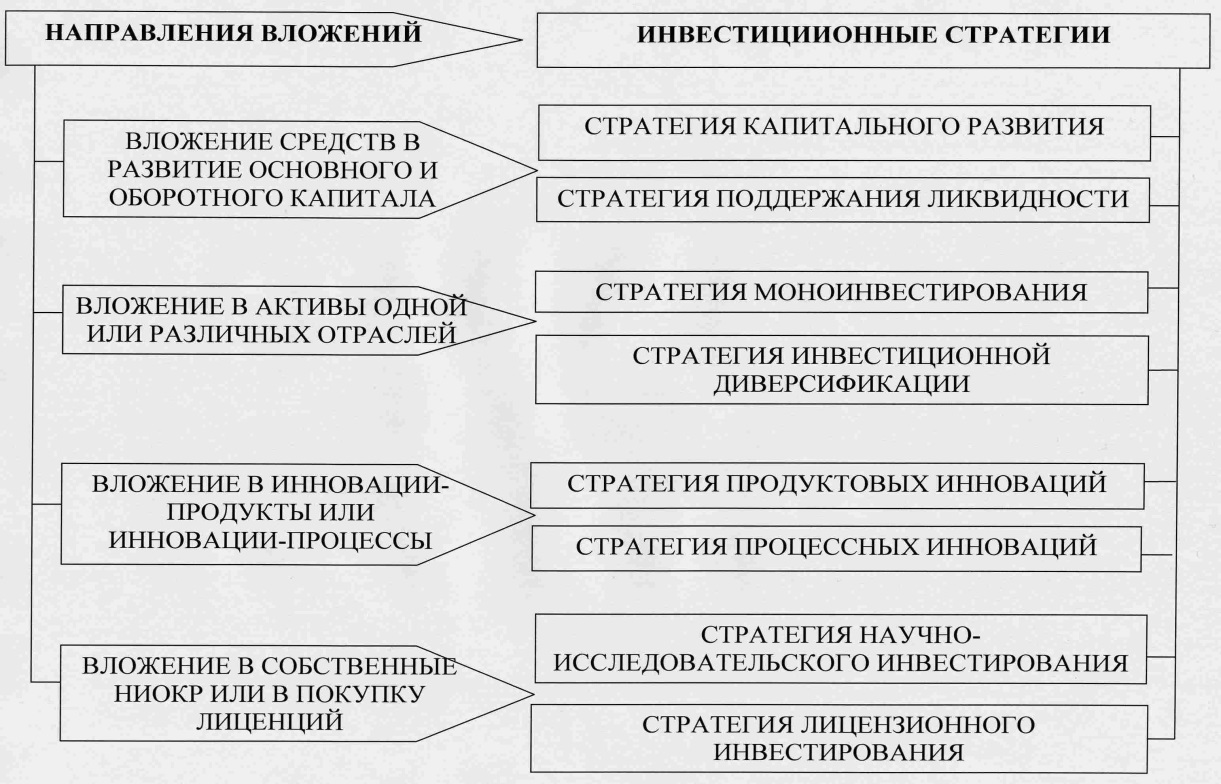 НАПРАВЛЕНИЯ ВЛОЖЕНИЙ
ИНВЕСТИЦИИОННЫЕ СТРАТЕГИИ
ВЛОЖЕНИЕ СРЕДСТВ В
РАЗВИТИЕ ОСНОВНОГО И
ОБОРОТНОГО КАПИТАЛА
СТРАТЕГИЯ КАПИТАЛЬНОГО РАЗВИТИЯ
СТРАТЕГИЯ ПОДДЕРЖАНИЯ ЛИКВИДНОСТИ
ВЛОЖЕНИЕ В АКТИВЫ ОДНОЙ
ИЛИ РАЗЛИЧНЫХ ОТРАСЛЕЙ
СТРАТЕГИЯ МОНОИНВЕСТИРОВАНИЯ
СТРАТЕГИЯ ИНВЕСТИЦИОННОЙ
ДИВЕРСИФИКАЦИИ
ВЛОЖЕНИЕ В ИННОВАЦИИ-
ПРОДУКТЫ ИЛИ
ИННОВАЦИИ-ПРОЦЕССЫ
СТРАТЕГИЯ ПРОДУКТОВЫХ ИННОВАЦИЙ
СТРАТЕГИЯ ПРОЦЕССНЫХ ИННОВАЦИЙ
ВЛОЖЕНИЕ В СОБСТВЕННЫЕ
НИОКР ИЛИ В ПОКУПКУ
ЛИЦЕНЦИЙ
СТРАТЕГИЯ НАУЧНО-
ИССЛЕДОВАТЕЛЬСКОГО ИНВЕСТИРОВАНИЯ
СТРАТЕГИЯ ЛИЦЕНЗИОННОГО
ИНВЕСТИРОВАНИЯ